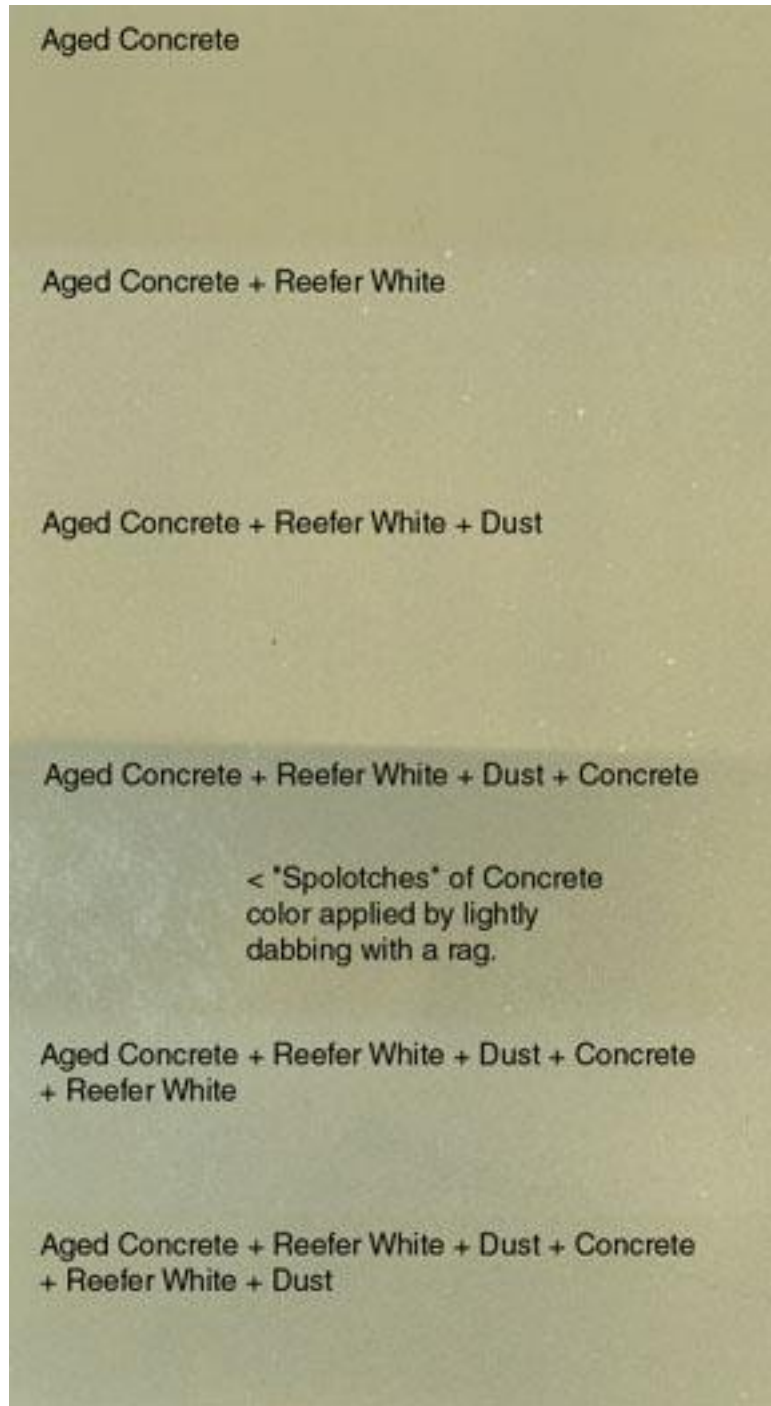 Aged Concrete
Aged Concrete + Reefer White
Aged Concrete + Reefer White + Dust
Aged Concrete + Reefer White + Dust + Concrete
< "Spolotches" of Concrete
color applied by lightly
dabbing with a rag.
Aged Concrete + Reefer White + Dust + Concrete
+ Reefer White
Aged Concrete + Reefer White + Dust + Concrete
+ Reefer White + Dust